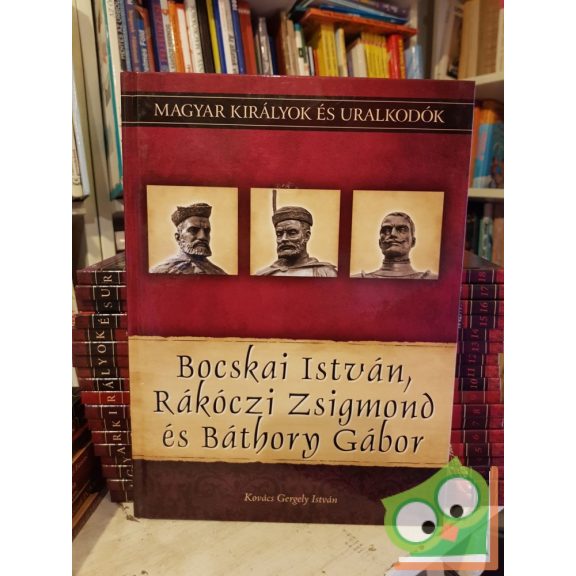 MAGYAR KIRÁLYOK ÉS URALKODÓK
Bocskai István,
Rákóczi Zsigmond
és Báthory Gábor
Kovács Gergely István